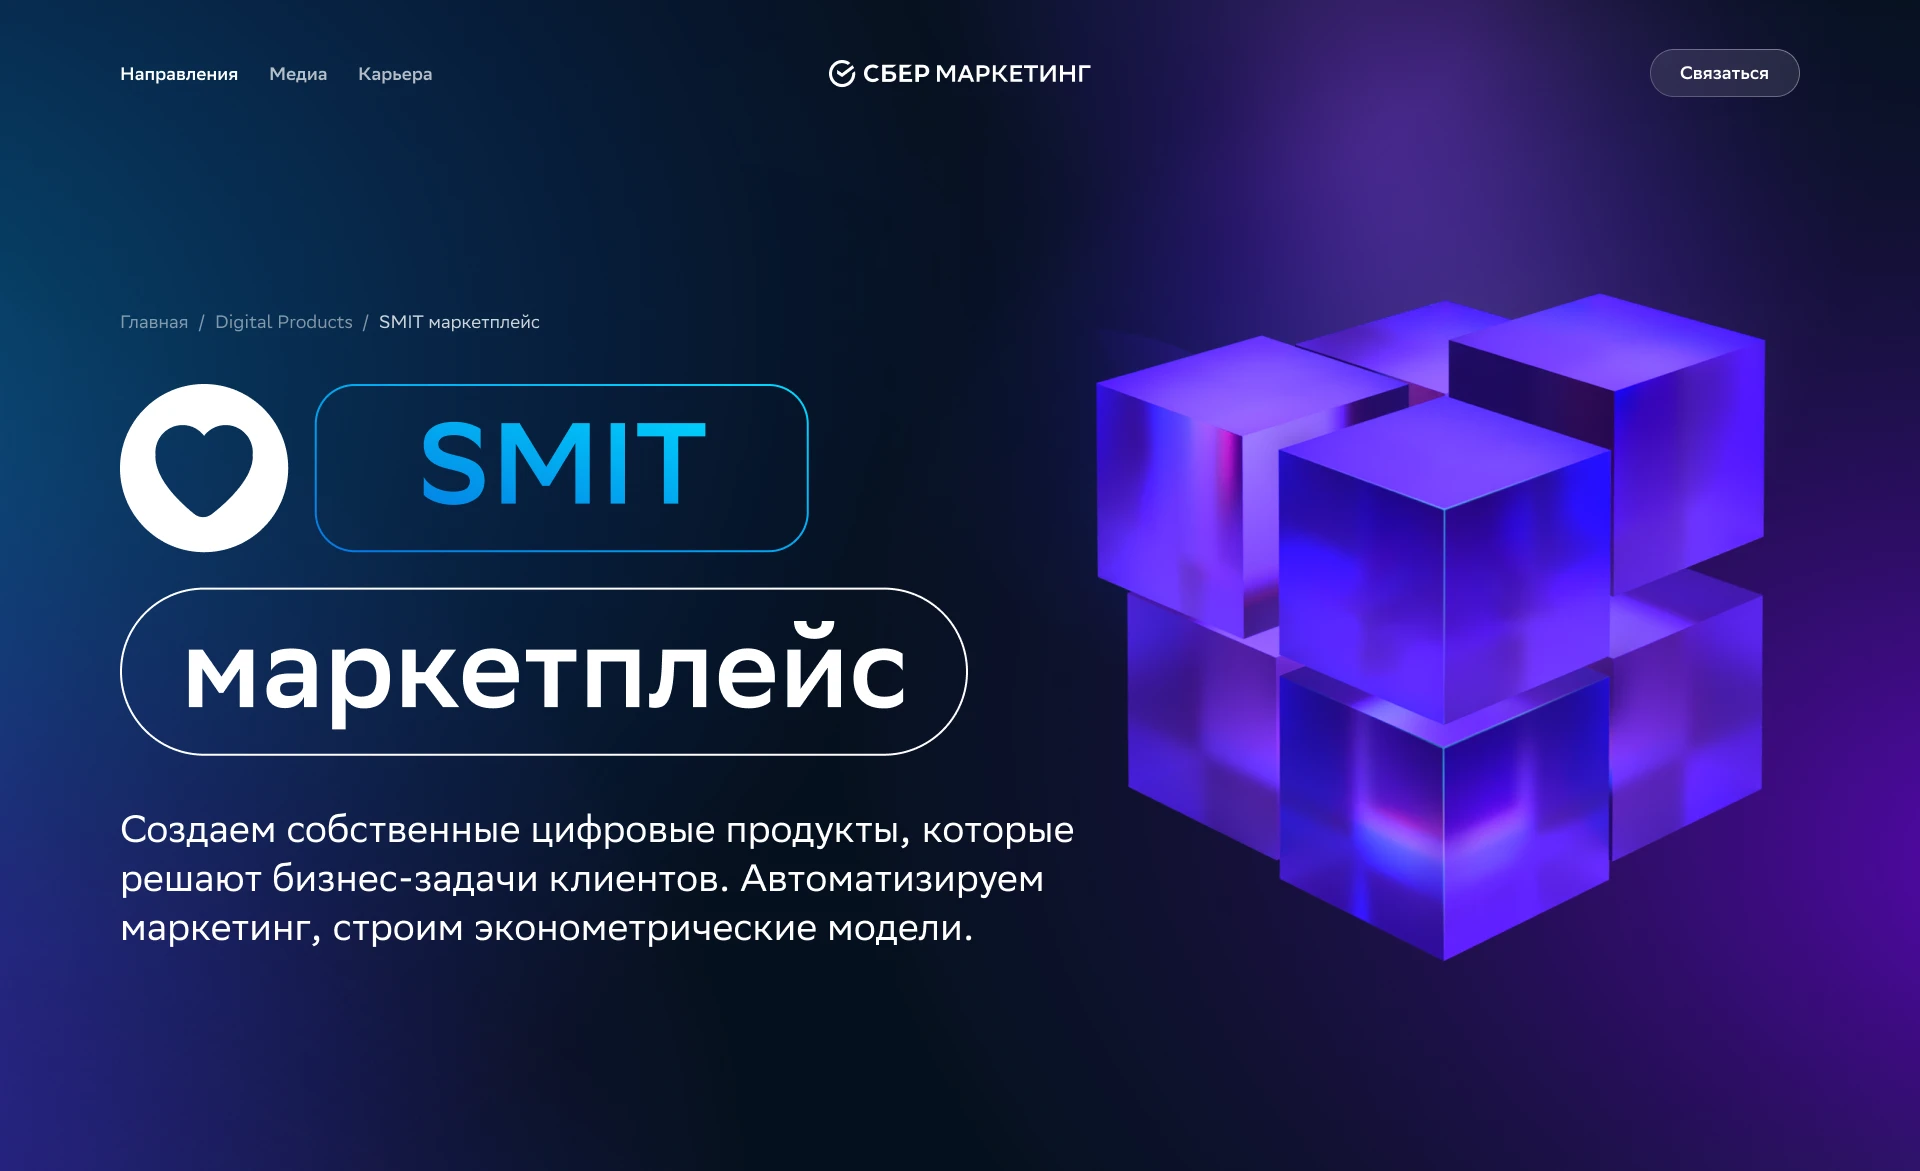 Направления Медиа Карьера
СБЕР МАРКЕТИНГ
Связаться
Главная / Digital Products / SMIT маркетплейс
SMIT
маркетплейс
Создаем собственные цифровые продукты, которые
решают бизнес-задачи клиентов. Автоматизируем
маркетинг, строим эконометрические модели.